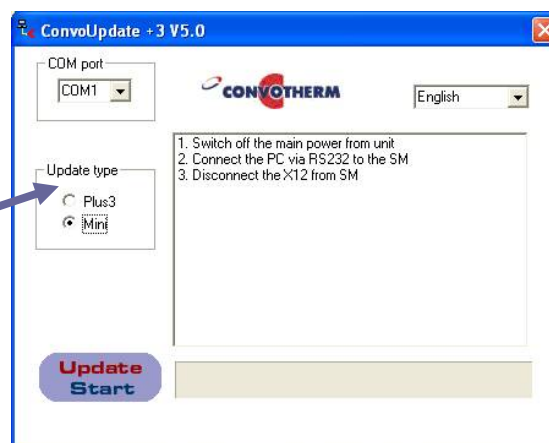 ConvoUpdate +3 V5.0
COM port
COM1
CONVOTHERM
English
Update type
Plus3
Mini
1. Switch off the main power from unit
2. Connect the PC via RS232 to the SM
3. Disconnect the X12 from SM
Update
Start